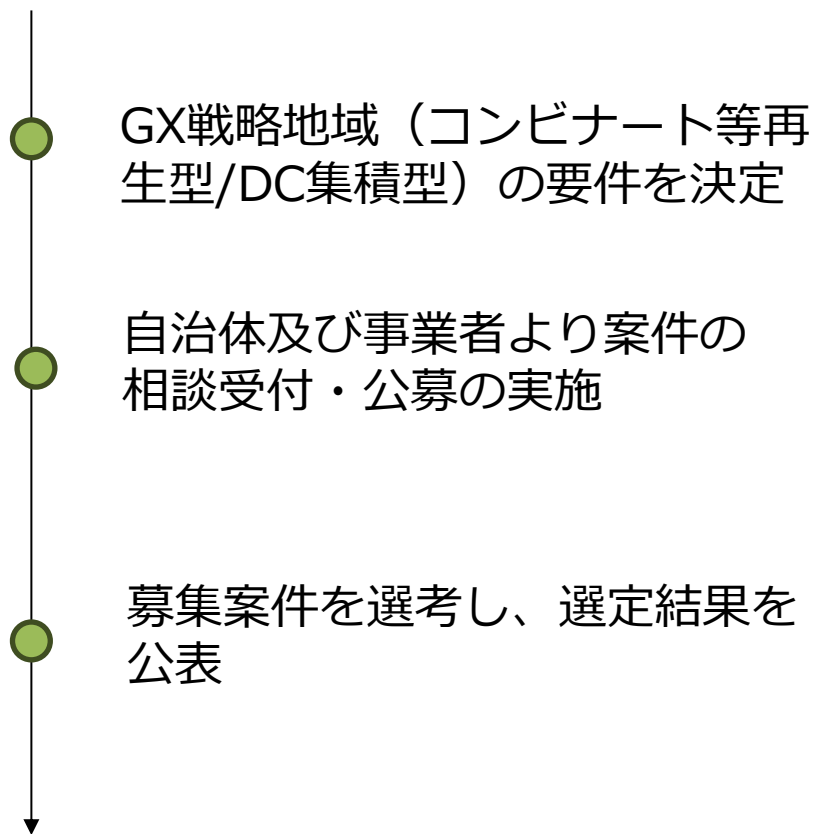 GX戦略地域（コンビナート等再
生型/DC集積型）の要件を決定
自治体及び事業者より案件の
相談受付・公募の実施
募集案件を選考し、選定結果を
公表